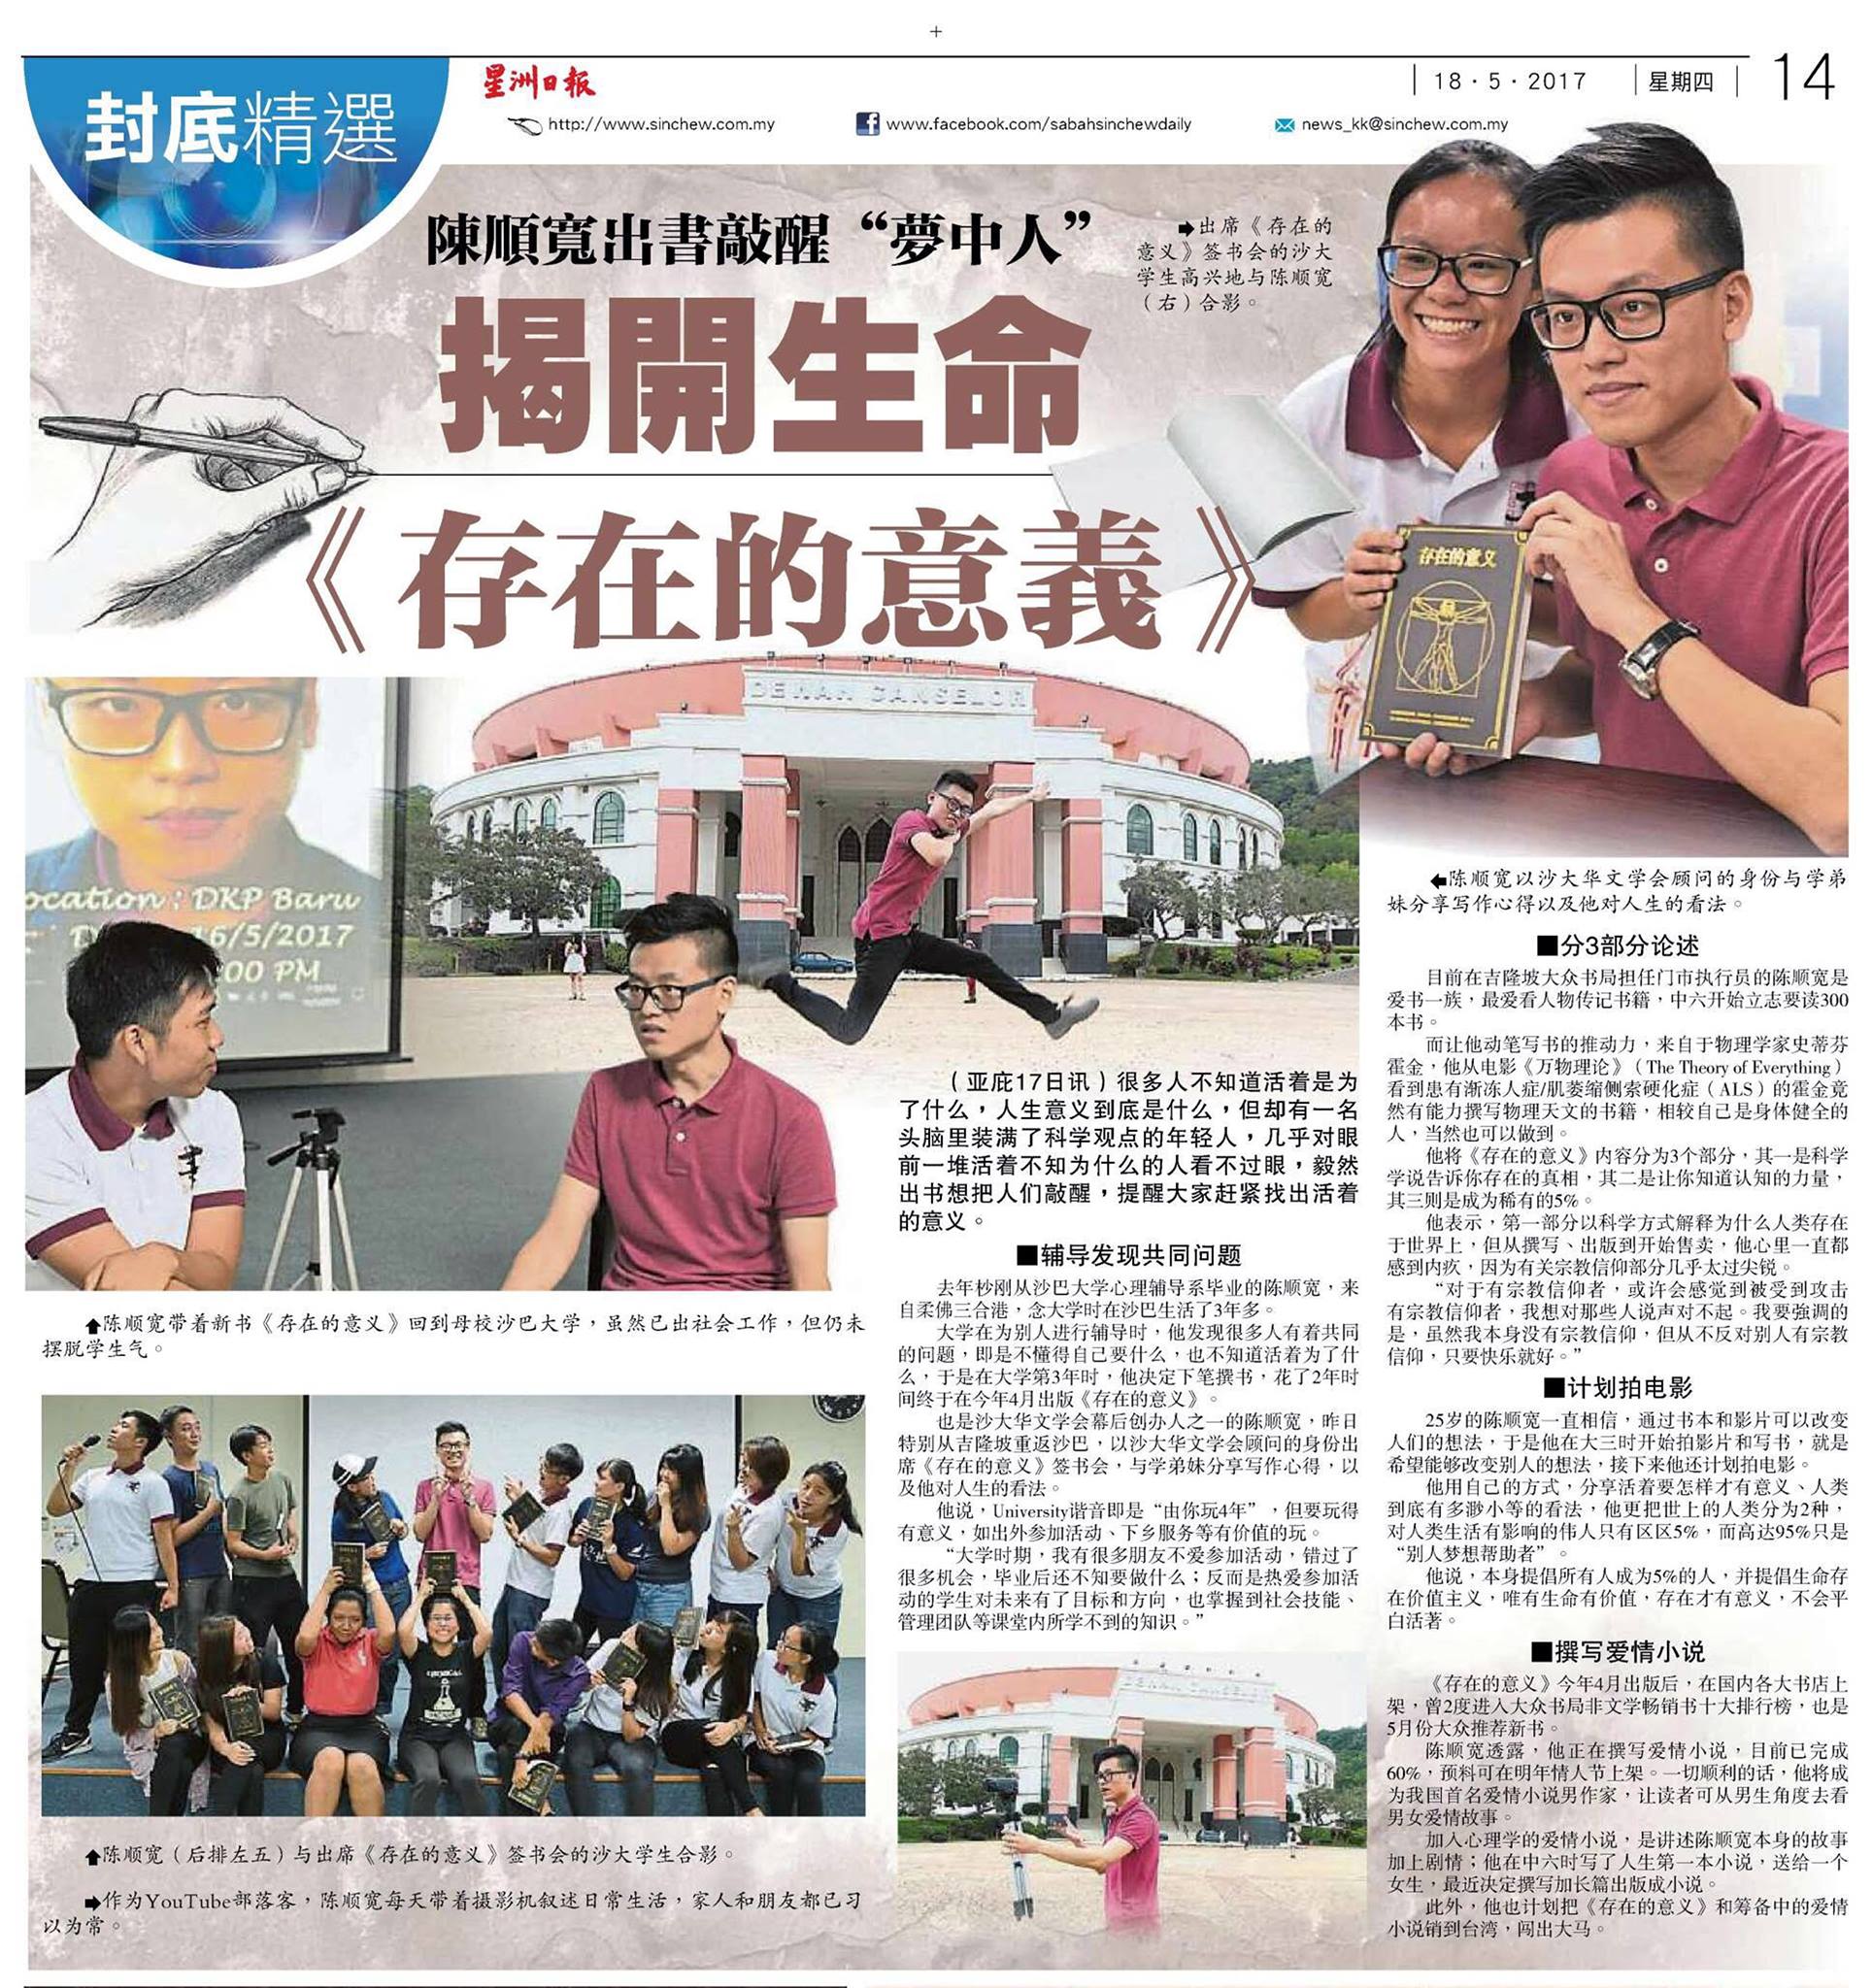 封底精選
星洲日报
18·5·2017
星期四
14
http://www.sinchew.com.my
www.facebook.com/sabahsinchewdaily
news_kk@sinchew.com.my
陳順寬出書敲醒“夢中人”
揭開生命
《存在的意義》
➡出席《存在的
意义》签书会的沙大
学生高兴地与陈顺宽
（右）合影。
存在的意义
DEWAN CANSELOR
ocation : DKP Baru
16/5/2017
00 PM
⬅陈顺宽以沙大华文学会顾问的身份与学弟
妹分享写作心得以及他对人生的看法。
⬆陈顺宽带着新书《存在的意义》回到母校沙巴大学，虽然已出社会工作，但仍未
摆脱学生气。
⬆陈顺宽（后排左五）与出席《存在的意义》签书会的沙大学生合影。
➡作为YouTube部落客，陈顺宽每天带着摄影机叙述日常生活，家人和朋友都已习
以为常。
（亚庇17日讯）很多人不知道活着是为
了什么，人生意义到底是什么，但却有一名
头脑里装满了科学观点的年轻人，几乎对眼
前一堆活着不知为什么的人看不过眼，毅然
出书想把人们敲醒，提醒大家赶紧找出活着
的意义。
■辅导发现共同问题
去年杪刚从沙巴大学心理辅导系毕业的陈顺宽，来
自柔佛三合港，念大学时在沙巴生活了3年多。
大学在为别人进行辅导时，他发现很多人有着共同
的问题，即是不懂得自己要什么，也不知道活着为了什
么，于是在大学第3年时，他决定下笔撰书，花了2年时
间终于在今年4月出版《存在的意义》。
也是沙大华文学会幕后创办人之一的陈顺宽，昨日
特别从吉隆坡重返沙巴，以沙大华文学会顾问的身份出
席《存在的意义》签书会，与学弟妹分享写作心得，以
及他对人生的看法。
他说，University谐音即是“由你玩4年”，但要玩得
有意义，如出外参加活动、下乡服务等有价值的玩。
“大学时期，我有很多朋友不爱参加活动，错过了
很多机会，毕业后还不知要做什么；反而是热爱参加活
动的学生对未来有了目标和方向，也掌握到社会技能、
管理团队等课堂内所学不到的知识。”
■分3部分论述
目前在吉隆坡大众书局担任门市执行员的陈顺宽是
爱书一族，最爱看人物传记书籍，中六开始立志要读300
本书。
而让他动笔写书的推动力，来自于物理学家史蒂芬
霍金，他从电影《万物理论》（The Theory of Everything）
看到患有渐冻人症/肌萎缩侧索硬化症（ALS）的霍金竟
然有能力撰写物理天文的书籍，相较自己是身体健全的
人，当然也可以做到。
他将《存在的意义》内容分为3个部分，其一是科学
学说告诉你存在的真相，其二是让你知道认知的力量，
其三则是成为稀有的5%。
他表示，第一部分以科学方式解释为什么人类存在
于世界上，但从撰写、出版到开始售卖，他心里一直都
感到内疚，因为有关宗教信仰部分几乎太过尖锐。
“对于有宗教信仰者，或许会感觉到被受到攻击
有宗教信仰者，我想对那些人说声对不起。我要强调的
是，虽然我本身没有宗教信仰，但从不反对别人有宗教
信仰，只要快乐就好。”
■计划拍电影
25岁的陈顺宽一直相信，通过书本和影片可以改变
人们的想法，于是他在大三时开始拍影片和写书，就是
希望能够改变别人的想法，接下来他还计划拍电影。
他用自己的方式，分享活着要怎样才有意义、人类
到底有多渺小等的看法，他更把世上的人类分为2种，
对人类生活有影响的伟人只有区区5%，而高达95%只是
“别人梦想帮助者”。
他说，本身提倡所有人成为5%的人，并提倡生命存
在价值主义，唯有生命有价值，存在才有意义，不会平
白活著。
■撰写爱情小说
《存在的意义》今年4月出版后，在国内各大书店上
架，曾2度进入大众书局非文学畅销书十大排行榜，也是
5月份大众推荐新书。
陈顺宽透露，他正在撰写爱情小说，目前已完成
60%，预料可在明年情人节上架。一切顺利的话，他将成
为我国首名爱情小说男作家，让读者可从男生角度去看
男女爱情故事。
加入心理学的爱情小说，是讲述陈顺宽本身的故事
加上剧情；他在中六时写了人生第一本小说，送给一个
女生，最近决定撰写加长篇出版成小说。
此外，他也计划把《存在的意义》和筹备中的爱情
小说销到台湾，闯出大马。